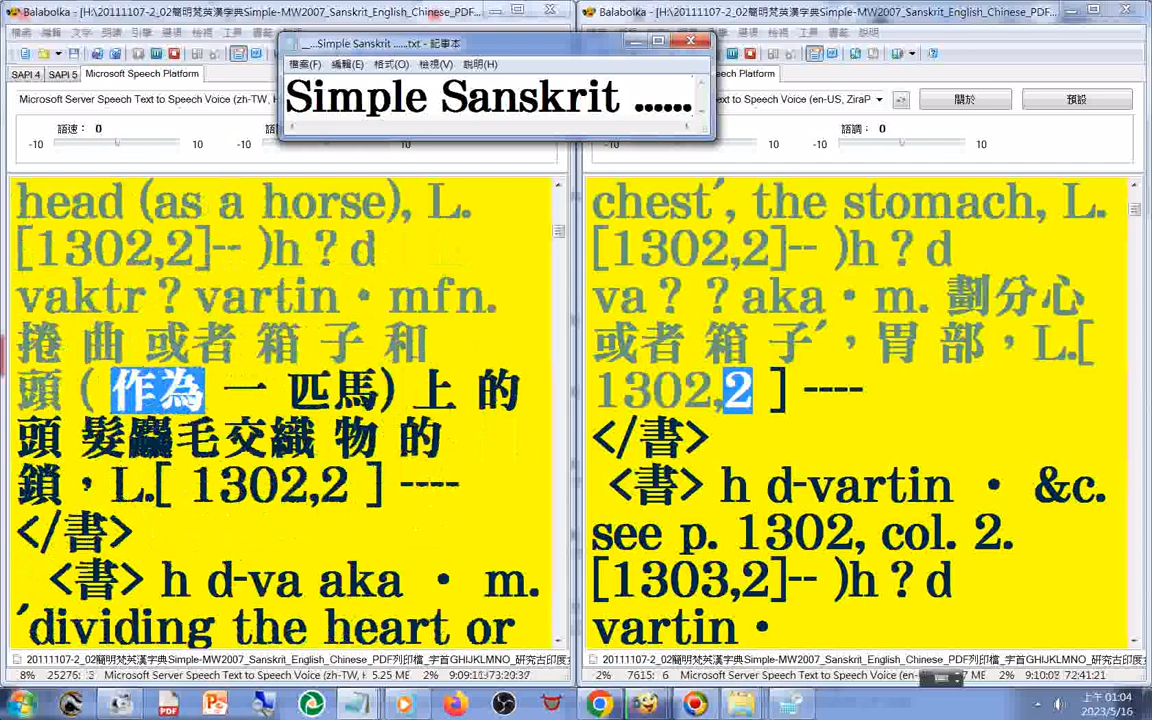 Balabolka - [H:\20111107-2_02簡明梵英漢字典Simple-MW2007_Sanskrit_English_Chinese_PDF...
Balabolka - [H:\20111107-2_02簡明梵英漢字典Simple-MW2007_Sanskrit_English_Chinese_PDF...
__...Simple Sanskrit ......txt - 記事本
檔案(F) 編輯(E) 格式(O) 檢視(V) 說明(H)
Simple Sanskrit ......
SAPI 4 SAPI 5 Microsoft Speech Platform
eech Platform
Microsoft Server Speech Text to Speech Voice (zh-TW, H
t to Speech Voice (en-US, ZiraP
關於
預設
語速: 0
-10 10 -10 10
語調: 0
-10 10
head (as a horse), L.
[1302,2]-- )h ? d
vaktr ? vartin • mfn.
捲 曲 或者 箱 子 和
頭 ( 作為 一 匹馬) 上 的
頭 髮麤毛交織 物 的
鎖，L.[ 1302,2 ] ----
</書>
<書> h d-va aka • m.
′dividing the heart or
chest′, the stomach, L.
[1302,2]-- )h ? d
va ? ? aka • m. 劃分心
或者 箱 子′，胃 部，L.[
1302,2 ] ----
</書>
<書> h d-vartin • &c.
see p. 1302, col. 2.
[1303,2]-- )h ? d
vartin •
20111107-2_02簡明梵英漢字典Simple-MW2007_Sanskrit_English_Chinese_PDF列印檔_字首GHIJKLMNO_研究古印度
20111107-2_02簡明梵英漢字典Simple-MW2007_Sanskrit_English_Chinese_PDF列印檔_字首GHIJKLMNO_研究古印度
8% 25276: Microsoft Server Speech Text to Speech Voice (zh-TW, 5.25 ME 2%
2% 7615: 6 Microsoft Server Speech Text to Speech Voice (en-US, ME 2% 72:41:21
上午 01:04
2023/5/16